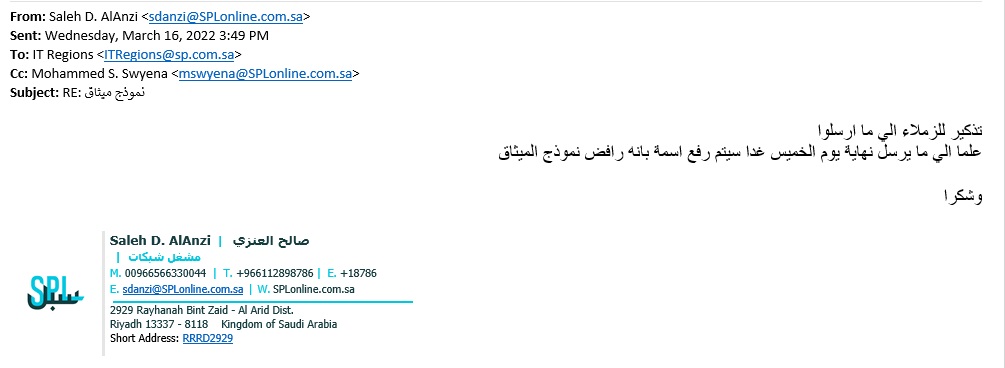 From: Saleh D. AlAnzi <sdanzi@SPLonline.com.sa>
Sent: Wednesday, March 16, 2022 3:49 PM
To: IT Regions <ITRegions@sp.com.sa>
Cc: Mohammed S. Swyena <mswyena@SPLonline.com.sa>
Subject: RE: نموذج ميثاق
تذكير للزملاء الي ما ارسلوا
علما الي ما يرسل نهاية يوم الخميس غدا سيتم رفع اسمة بانه رافض نموذج الميثاق
وشكرا
Saleh D. AlAnzi | صالح العنزي
| مشغل شبكات
M. 00966566330044 | T. +966112898786 | E. +18786
E. sdanzi@SPLonline.com.sa | W. SPLonline.com.sa
SPL سبل
2929 Rayhanah Bint Zaid - Al Arid Dist.
Riyadh 13337 - 8118 Kingdom of Saudi Arabia
Short Address: RRRD2929